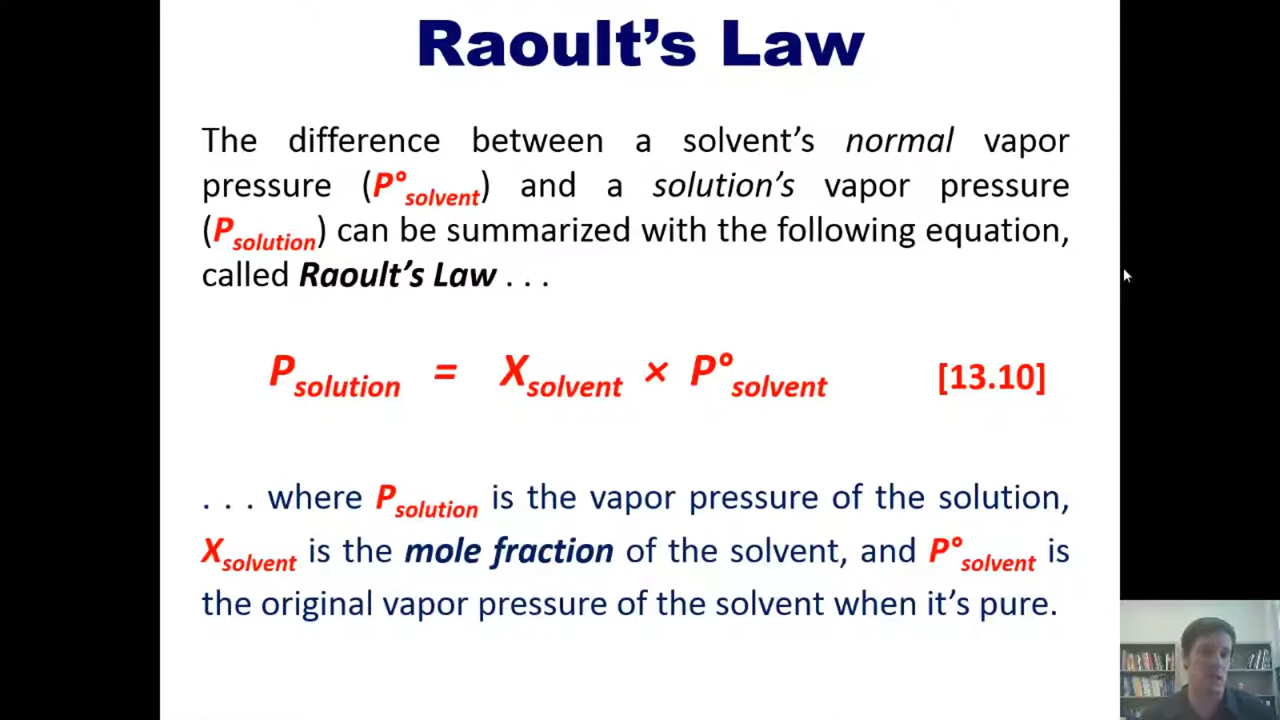 Raoult’s Law
The difference between a solvent’s normal vapor
pressure (P°solvent) and a solution’s vapor pressure
(Psolution) can be summarized with the following equation,
called Raoult’s Law . . .
Psolution = Xsolvent × P°solvent [13.10]
. . . where Psolution is the vapor pressure of the solution,
Xsolvent is the mole fraction of the solvent, and P°solvent is
the original vapor pressure of the solvent when it’s pure.